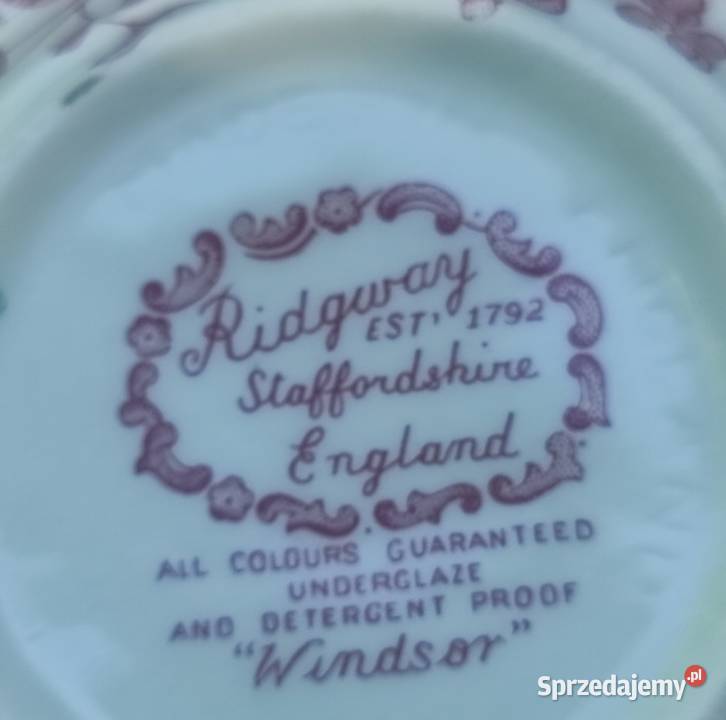 Ridgway
EST' 1792
Staffordshire
England
ALL COLOURS GUARANTEED
UNDERGLAZE
AND DETERGENT PROOF
"Windsor"
Sprzedajemy.pl